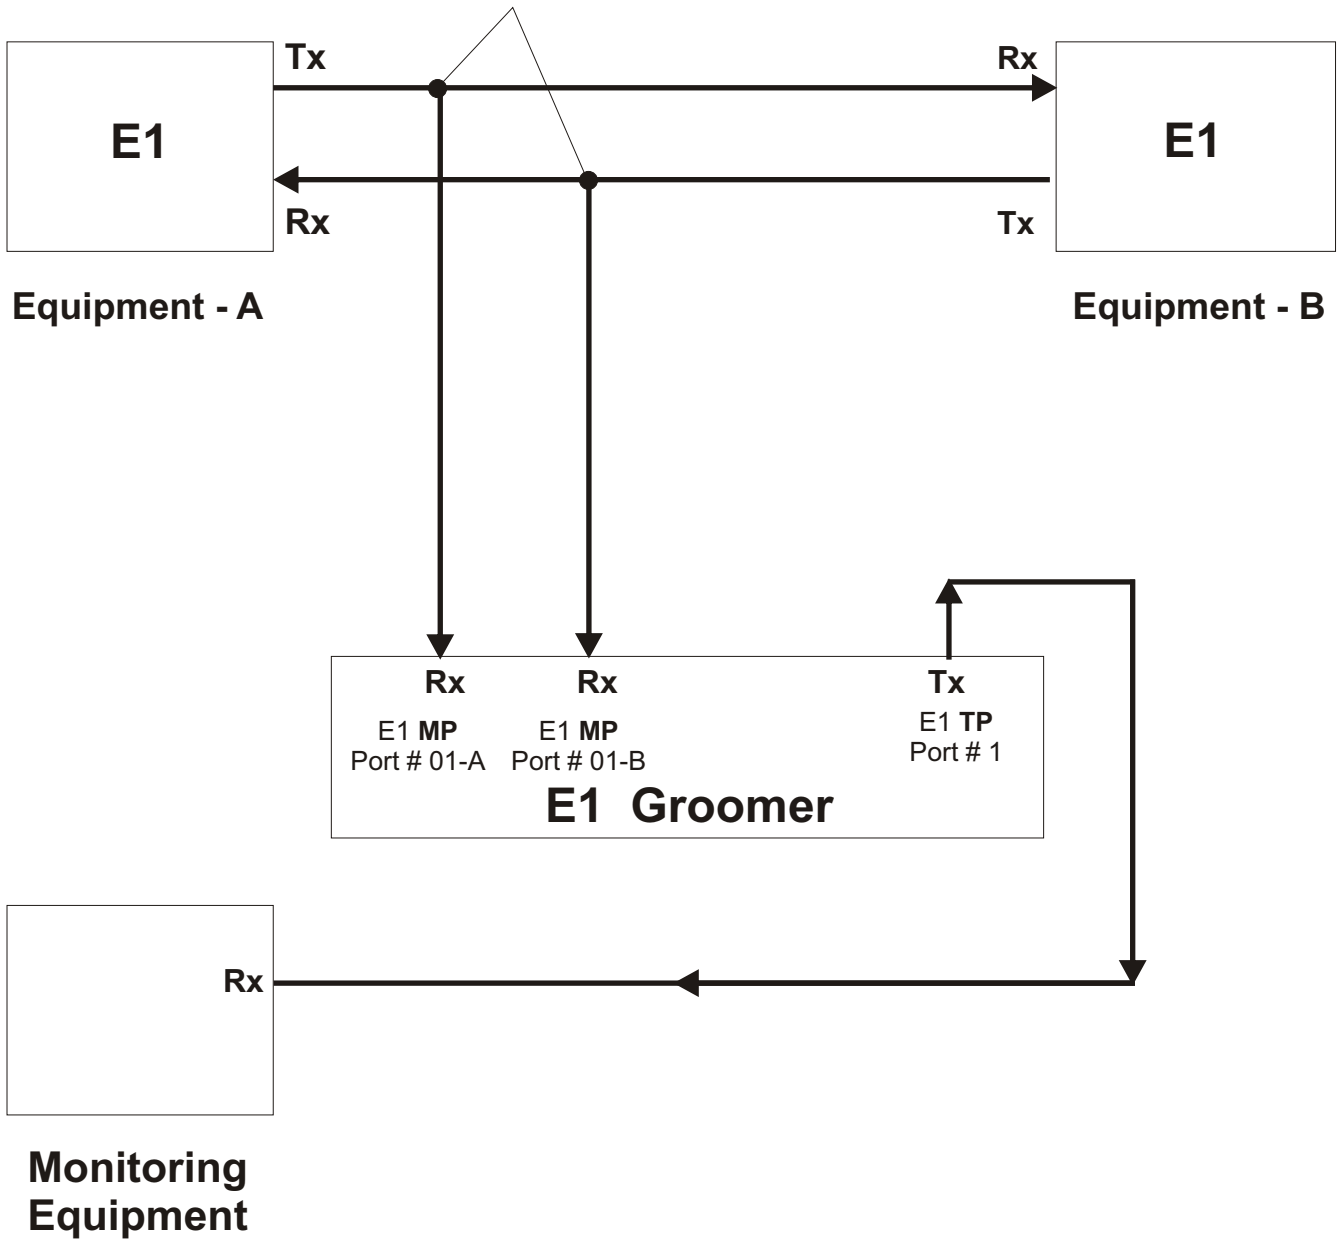 Tx
Rx
E1
E1
Rx
Tx
Equipment - A
Equipment - B
Rx
Rx
Tx
E1 MP
Port # 01-A
E1 MP
Port # 01-B
E1 TP
Port # 1
E1 Groomer
Rx
Monitoring
Equipment